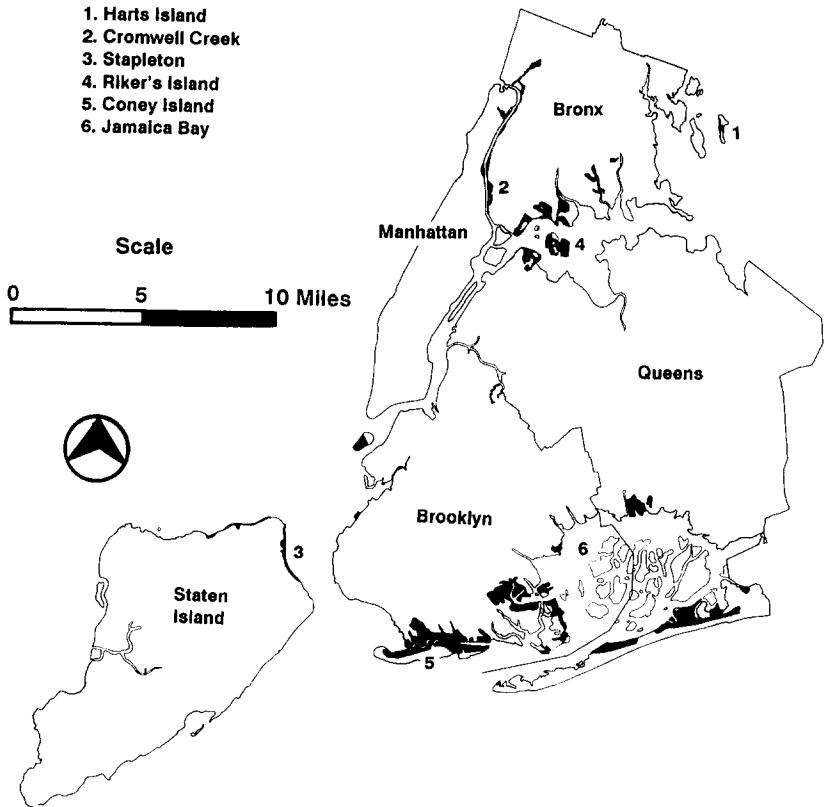 1. Harts Island
2. Cromwell Creek
3. Stapleton
4. Riker's Island
5. Coney Island
6. Jamaica Bay
Bronx
1
2
Manhattan
4
Scale
0 5 10 Miles
Queens
Brooklyn
6
3
Staten
Island
5